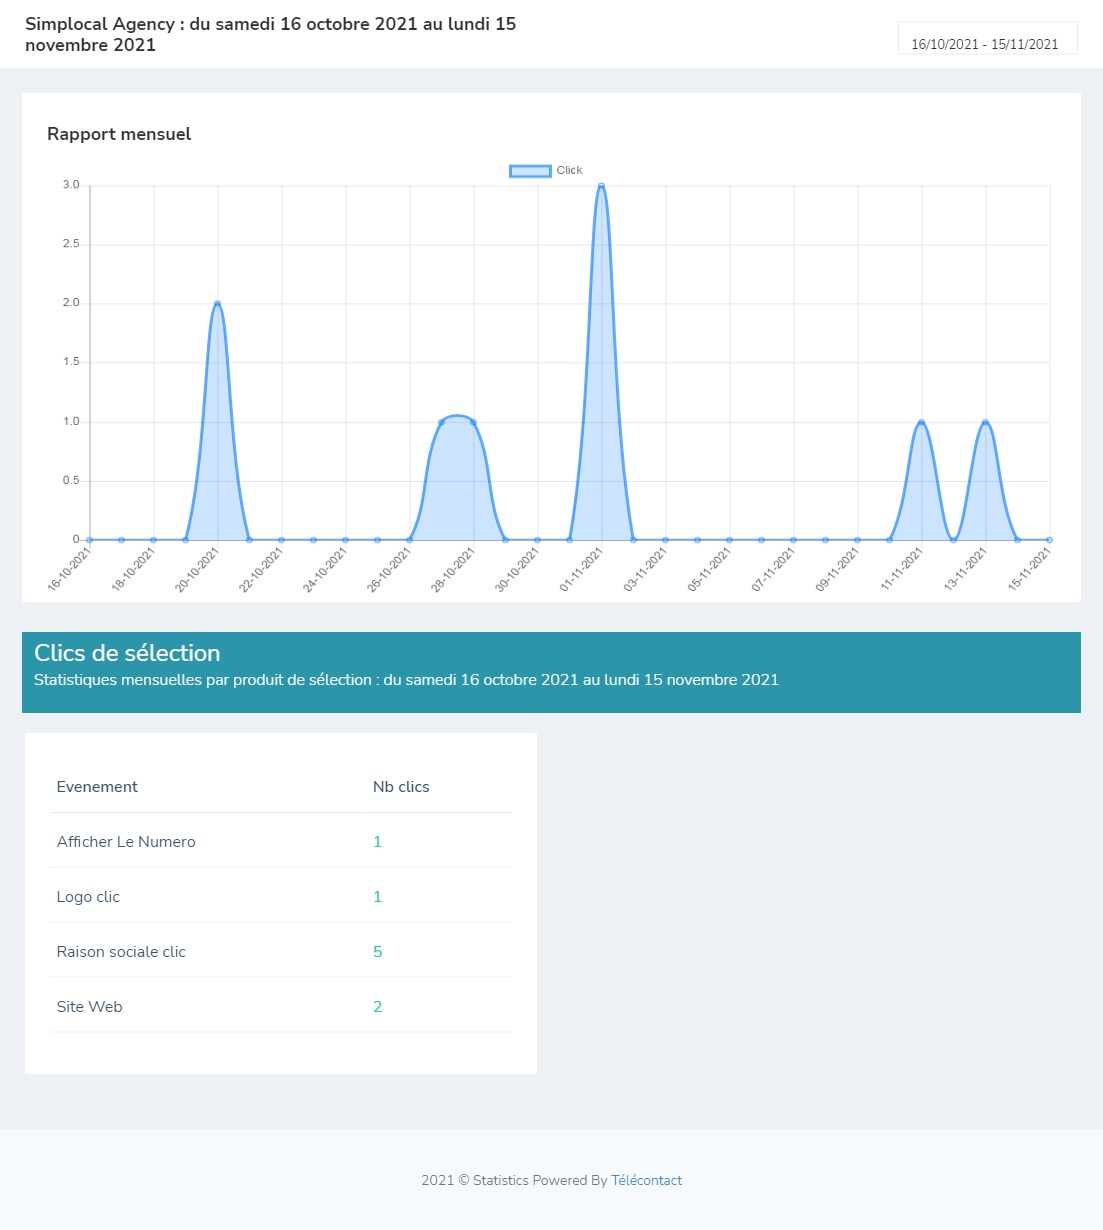 Simplocal Agency : du samedi 16 octobre 2021 au lundi 15
novembre 2021
16/10/2021 - 15/11/2021
Rapport mensuel
Click
3.0
2.5
2.0
1.5
1.0
0.5
0
16-10-2021
18-10-2021
20-10-2021
22-10-2021
24-10-2021
26-10-2021
28-10-2021
30-10-2021
01-11-2021
03-11-2021
05-11-2021
07-11-2021
09-11-2021
11-11-2021
13-11-2021
15-11-2021
Clics de sélection
Statistiques mensuelles par produit de sélection : du samedi 16 octobre 2021 au lundi 15 novembre 2021
Evenement Nb clics
Afficher Le Numero 1
Logo clic 1
Raison sociale clic 5
Site Web 2
2021 © Statistics Powered By Télécontact